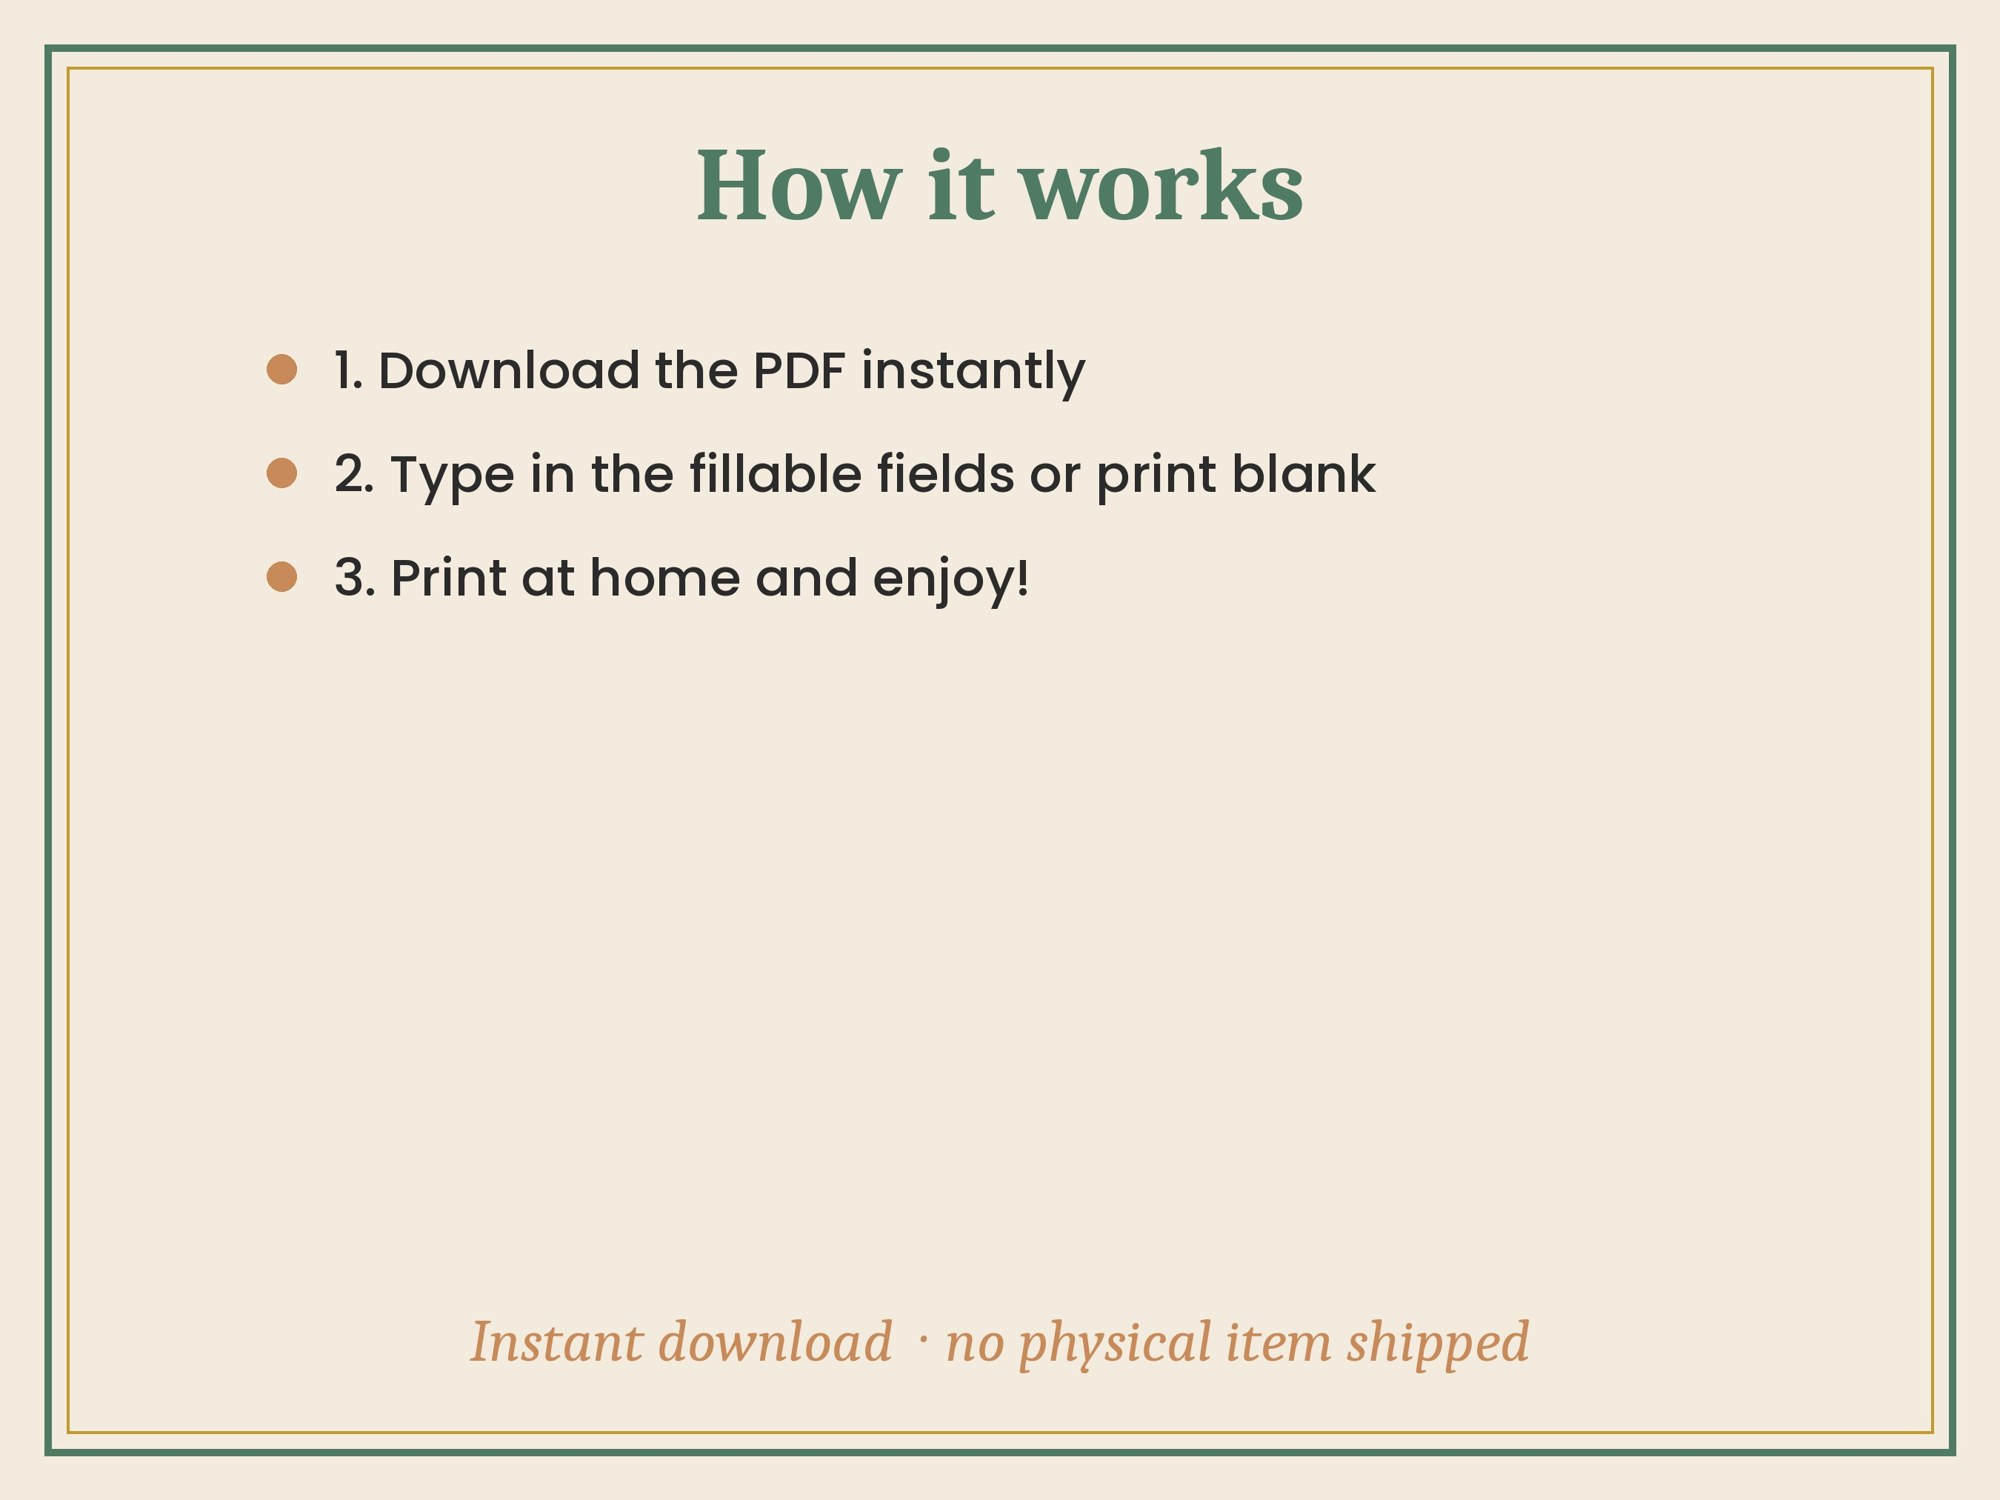 How it works
1. Download the PDF instantly
2. Type in the fillable fields or print blank
3. Print at home and enjoy!
Instant download · no physical item shipped